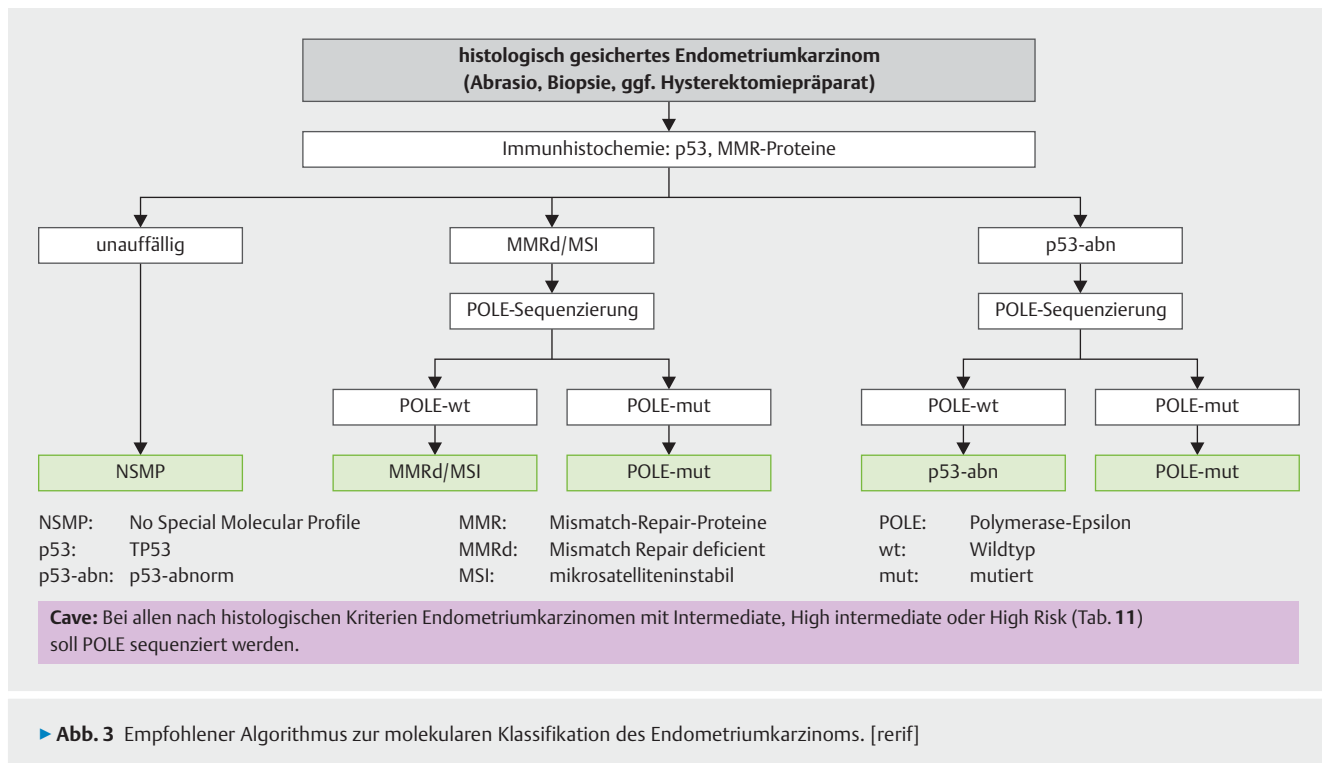 histologisch gesichertes Endometriumkarzinom
(Abrasio, Biopsie, ggf. Hysterektomiepräparat)
Immunhistochemie: p53, MMR-Proteine
unauffällig
MMRd/MSI
p53-abn
POLE-Sequenzierung
POLE-Sequenzierung
POLE-wt
POLE-mut
POLE-wt
POLE-mut
NSMP
MMRd/MSI
POLE-mut
p53-abn
POLE-mut
NSMP: No Special Molecular Profile
p53: TP53
p53-abn: p53-abnorm
MMR: Mismatch-Repair-Proteine
MMRd: Mismatch Repair deficient
MSI: mikrosatelliteninstabil
POLE: Polymerase-Epsilon
wt: Wildtyp
mut: mutiert
Cave: Bei allen nach histologischen Kriterien Endometriumkarzinomen mit Intermediate, High intermediate oder High Risk (Tab. 11)
soll POLE sequenziert werden.
▶ Abb. 3 Empfohlener Algorithmus zur molekularen Klassifikation des Endometriumkarzinoms. [rerif]